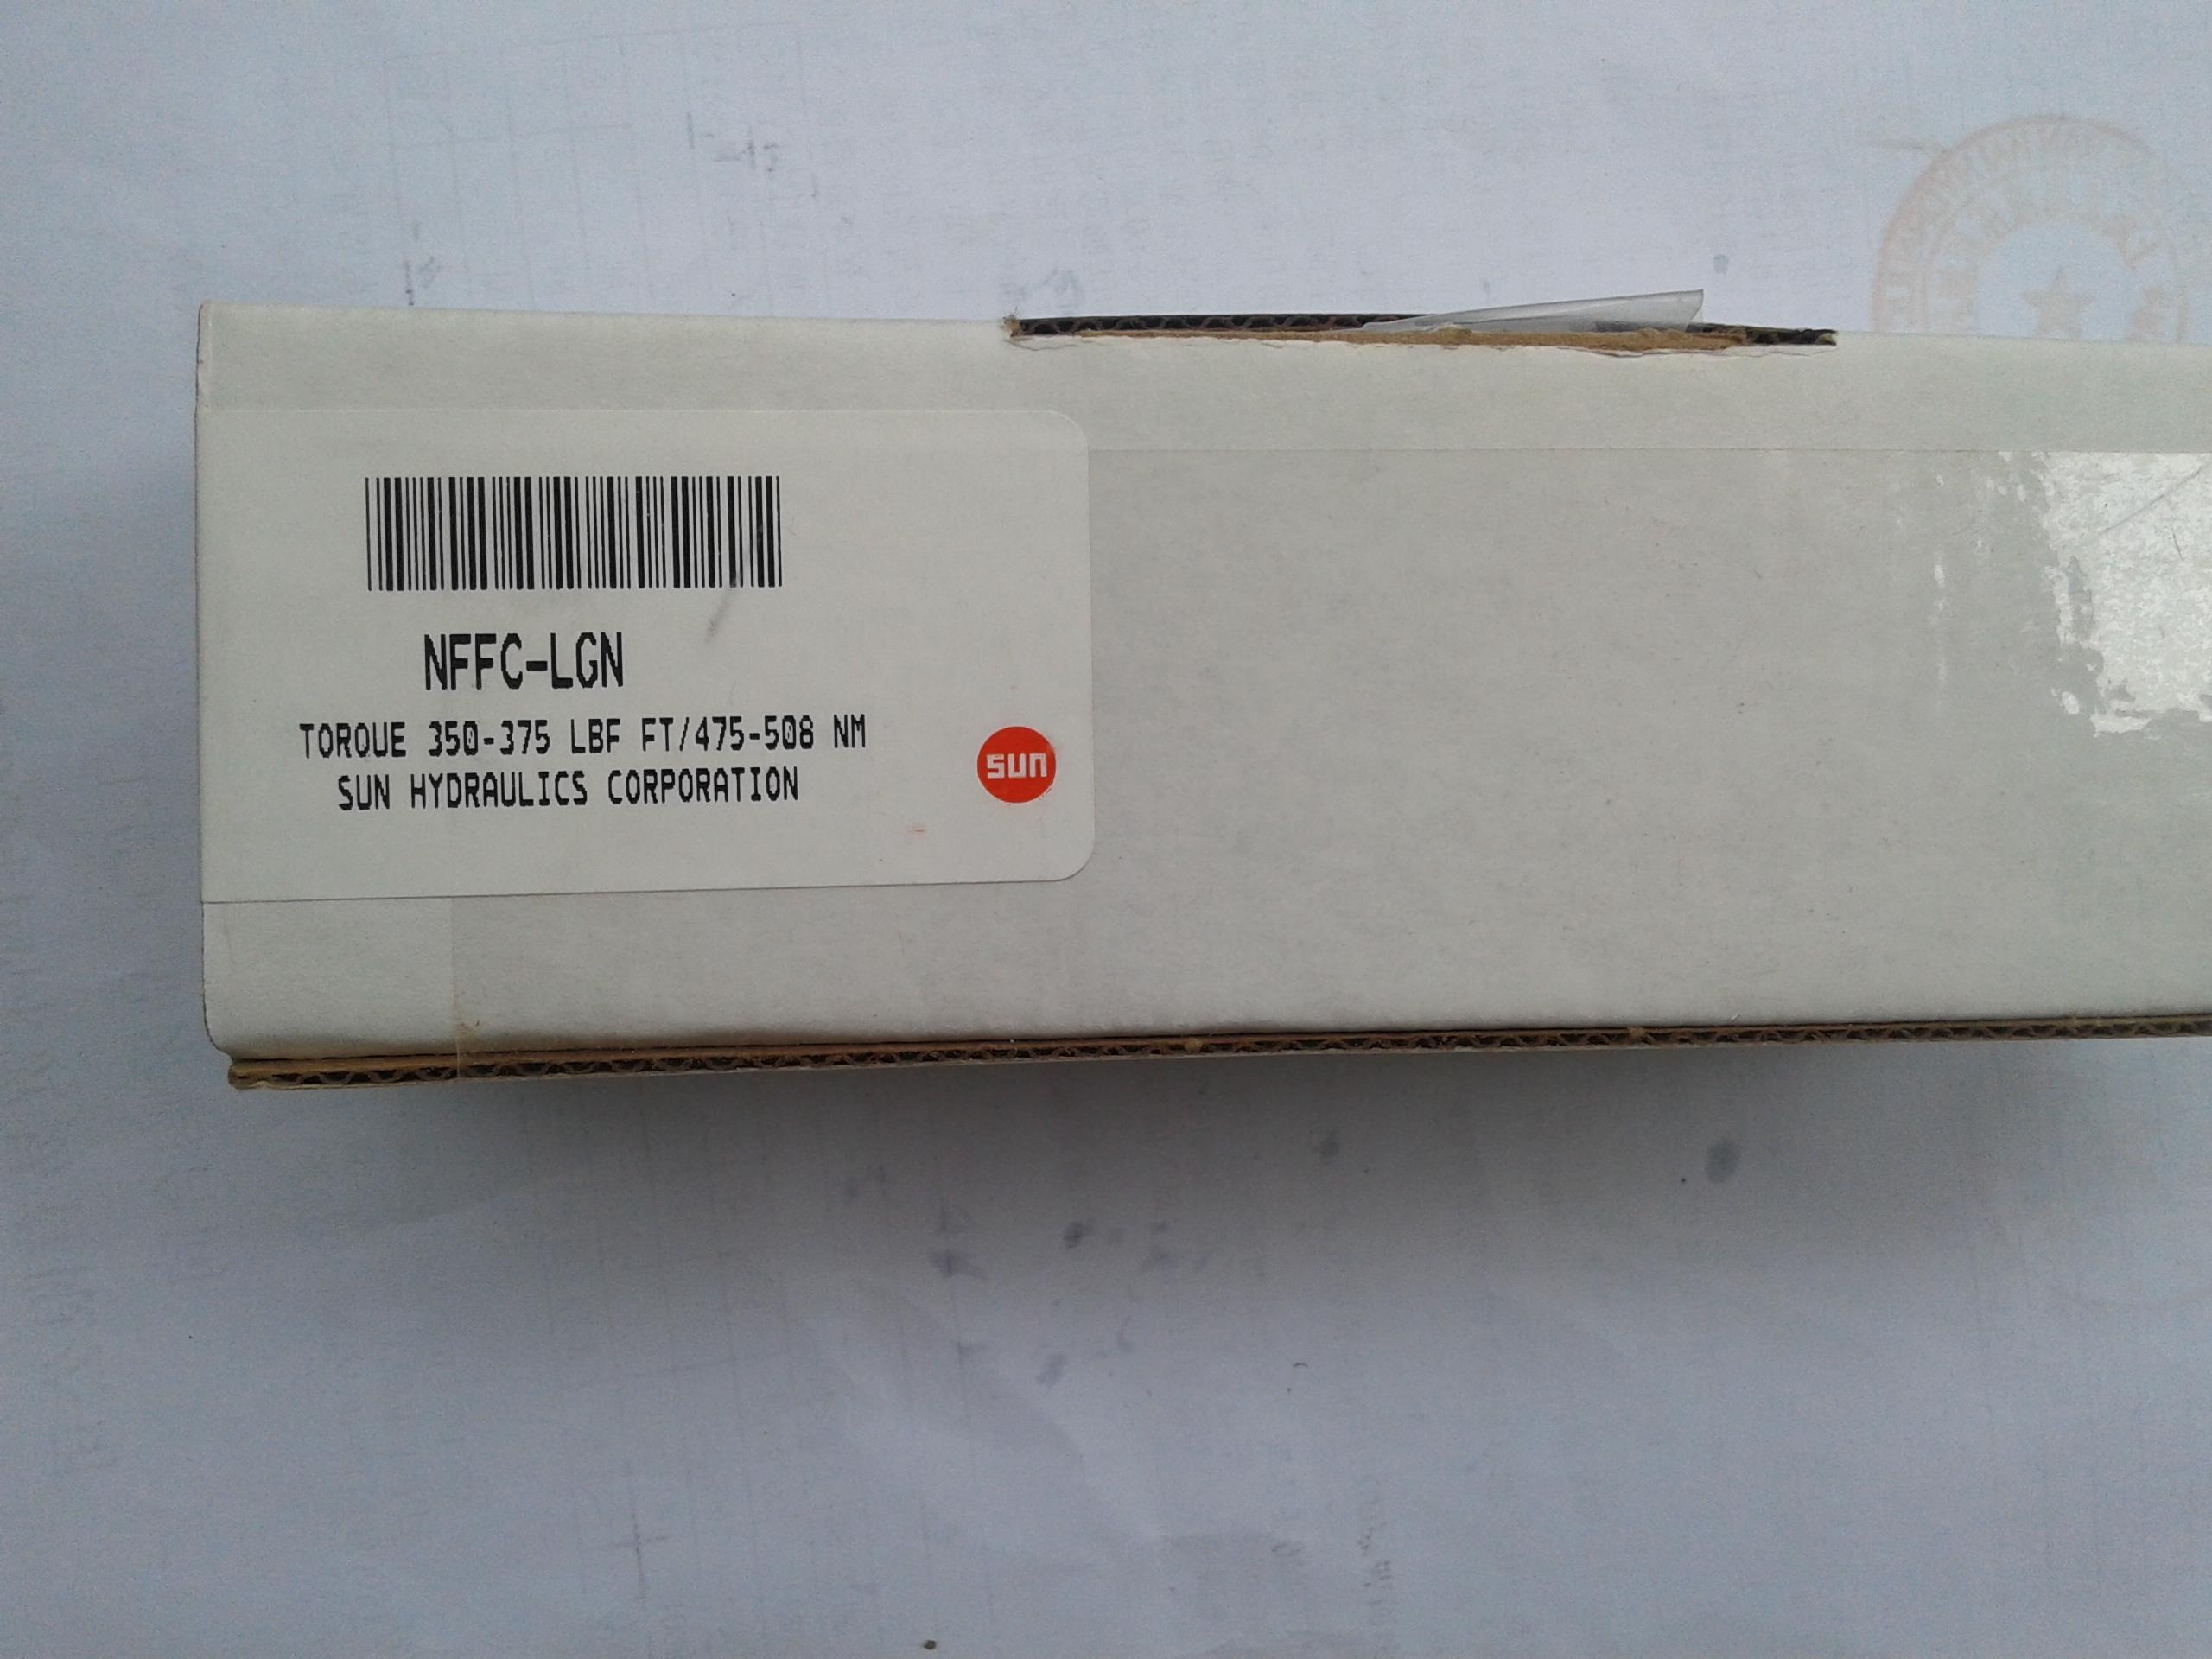 NFFC-LGN
TORQUE 350-375 LBF FT/475-508 NM
SUN HYDRAULICS CORPORATION
sun